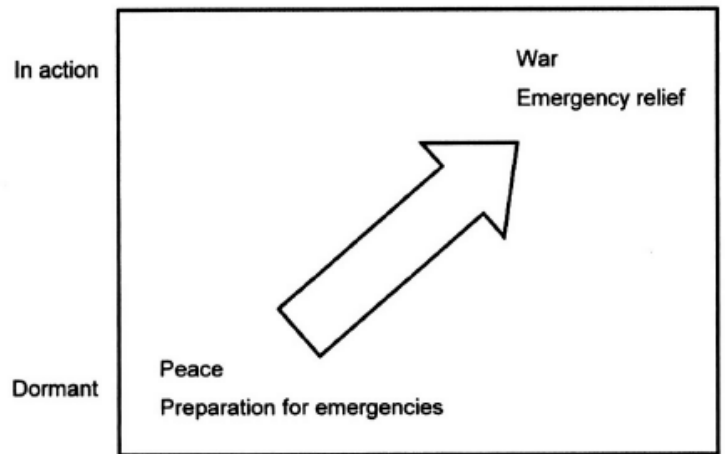 In action
War
Emergency relief
Peace
Dormant
Preparation for emergencies